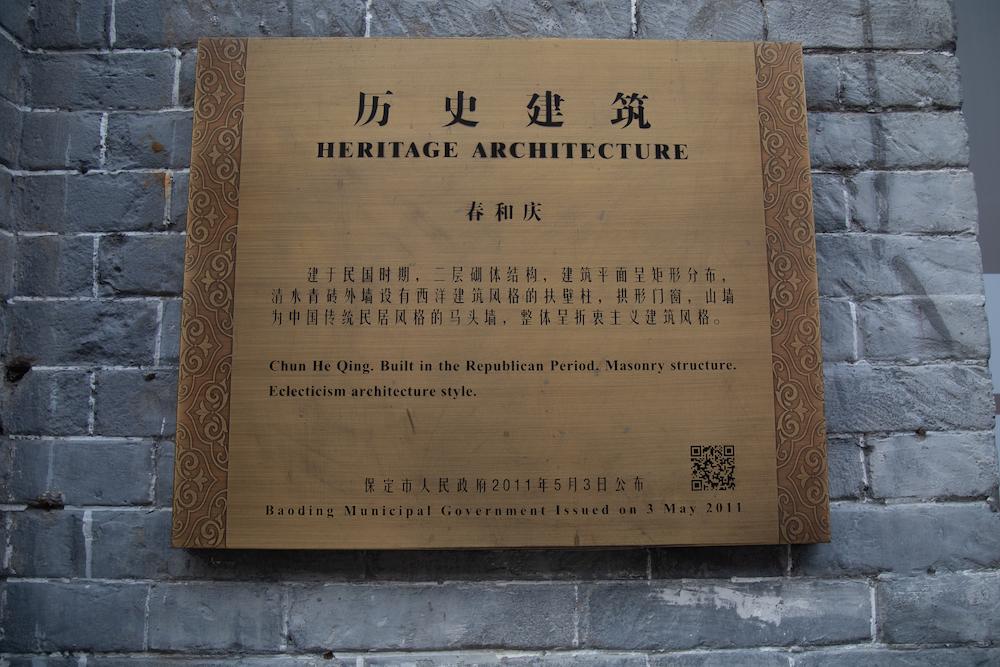 历史建筑
HERITAGE ARCHITECTURE
春和庆
建于民国时期，二层砌体结构，建筑平面呈矩形分布，
清水青砖外墙设有西洋建筑风格的扶壁柱，拱形门窗，山墙
为中国传统民居风格的马头墙，整体呈折衷主义建筑风格。
Chun He Qing. Built in the Republican Period. Masonry structure.
Eclecticism architecture style.
保定市人民政府2011年5月3日公布
Baoding Municipal Government Issued on 3 May 2011